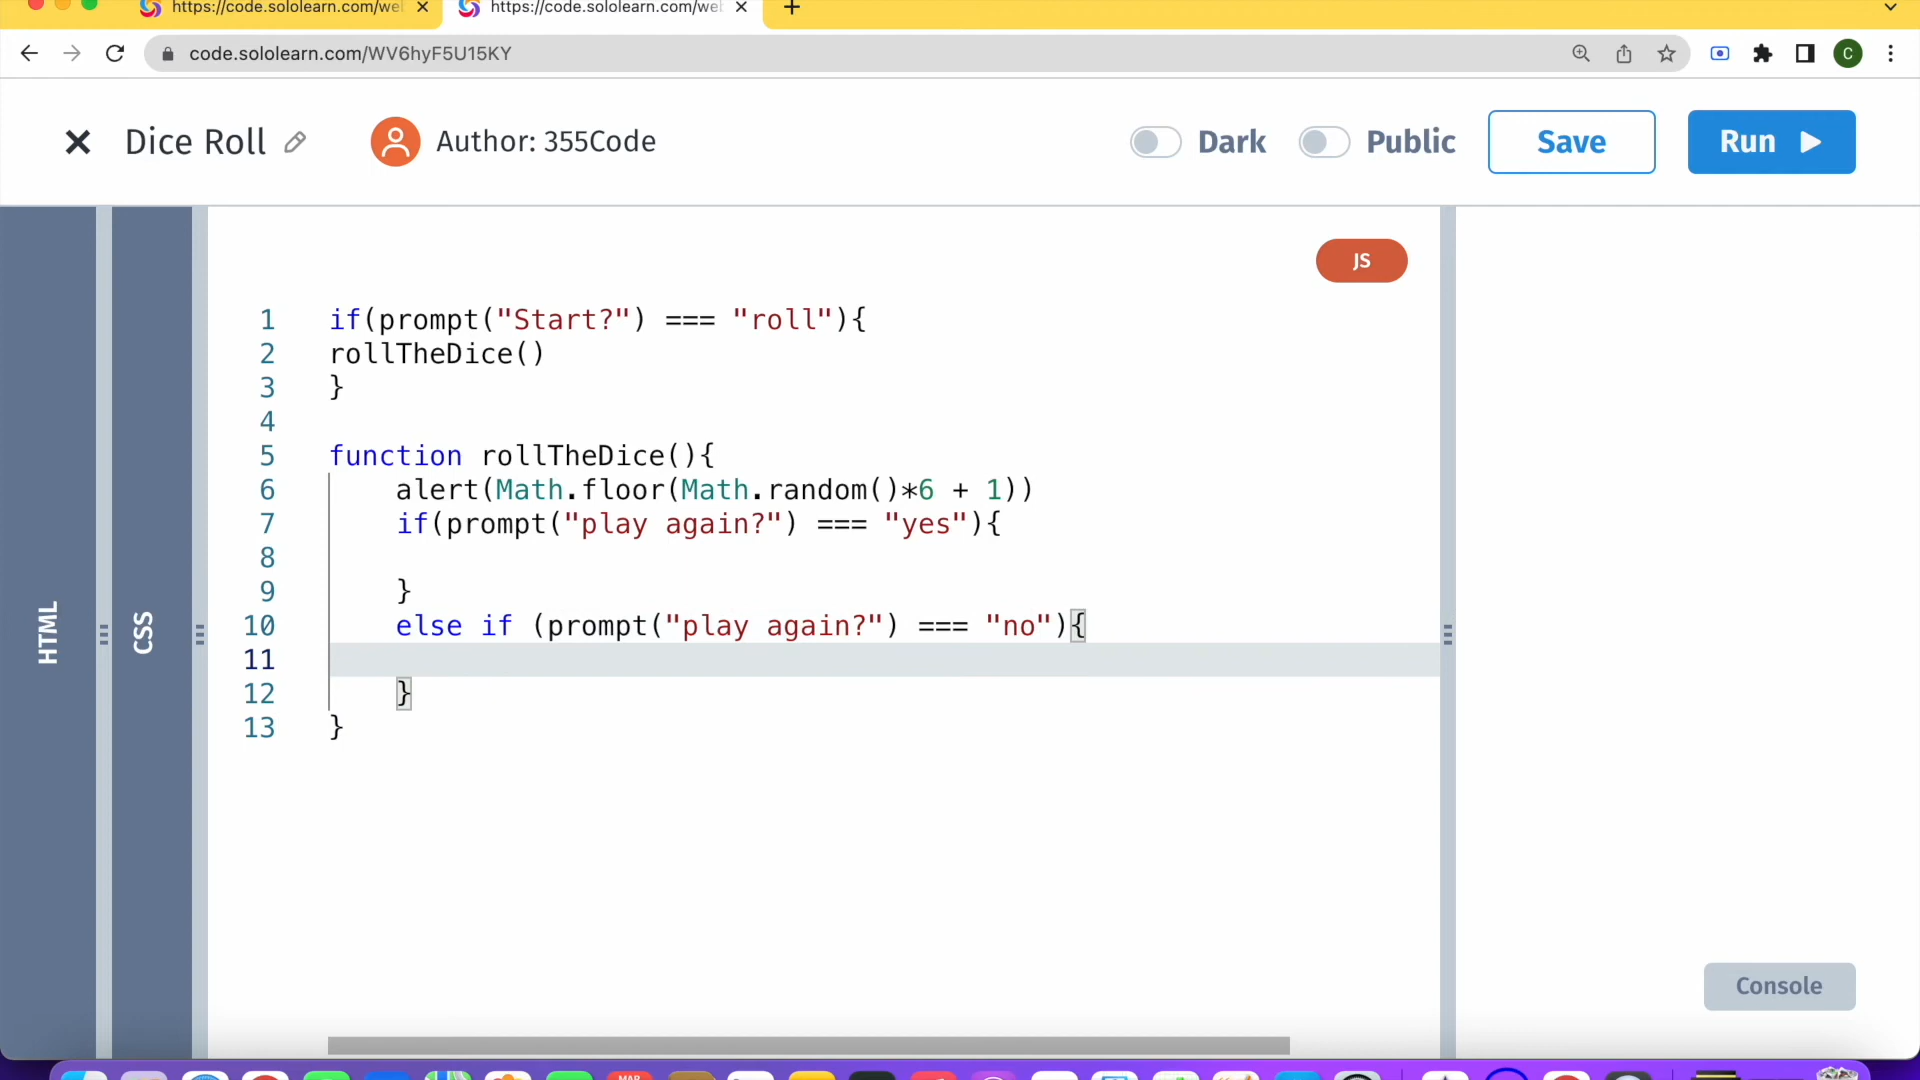 https://code.sololearn.com/we
https://code.sololearn.com/we
code.sololearn.com/WV6hyF5U15KY
C
Dice Roll
Author: 355Code
Dark
Public
Save
Run
HTML
CSS
JS
1 if(prompt("Start?") === "roll"){
2 rollTheDice()
3 }
4
5 function rollTheDice(){
6 alert(Math.floor(Math.random()*6 + 1))
7 if(prompt("play again?") === "yes"){
8
9 }
10 else if (prompt("play again?") === "no"){
11
12 }
13 }
Console
MAR